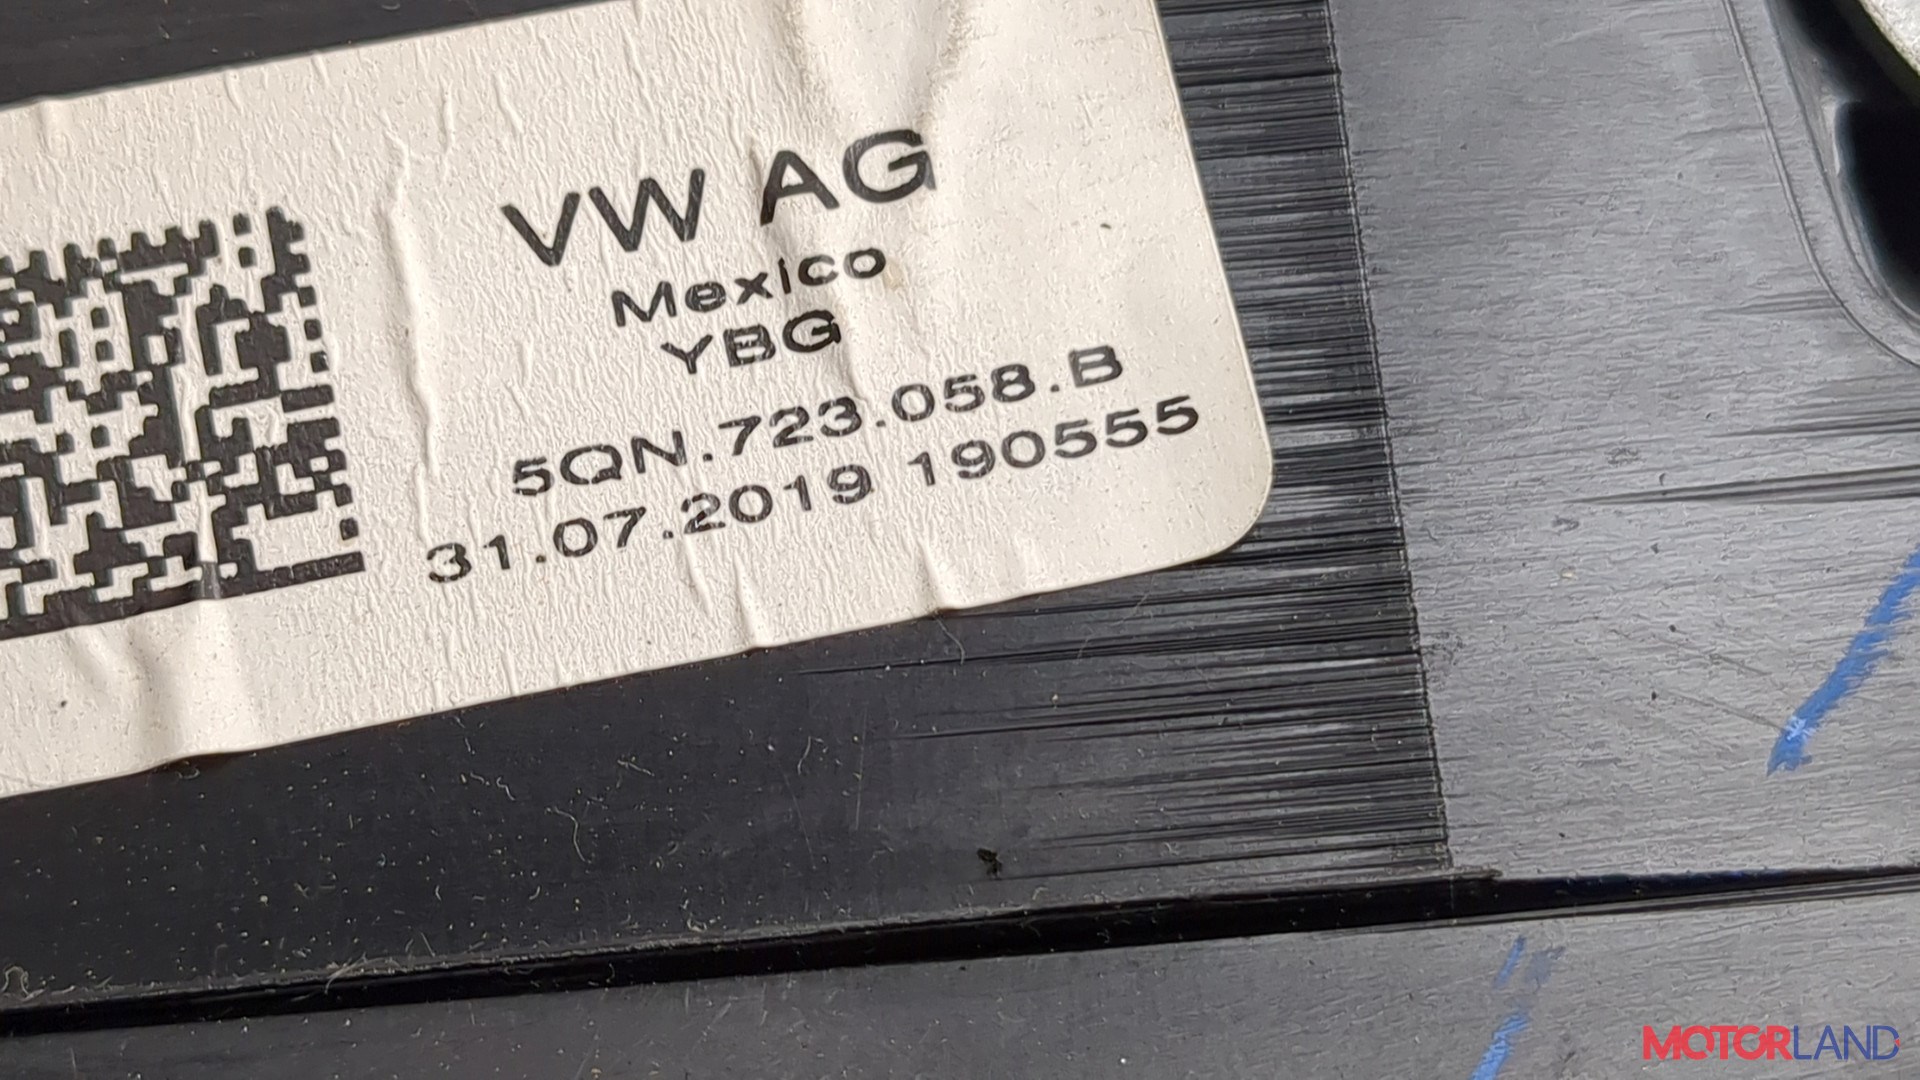 VW AG
Mexico
YBG
5QN.723.058.B
31.07.2019 190555
MOTORLAND